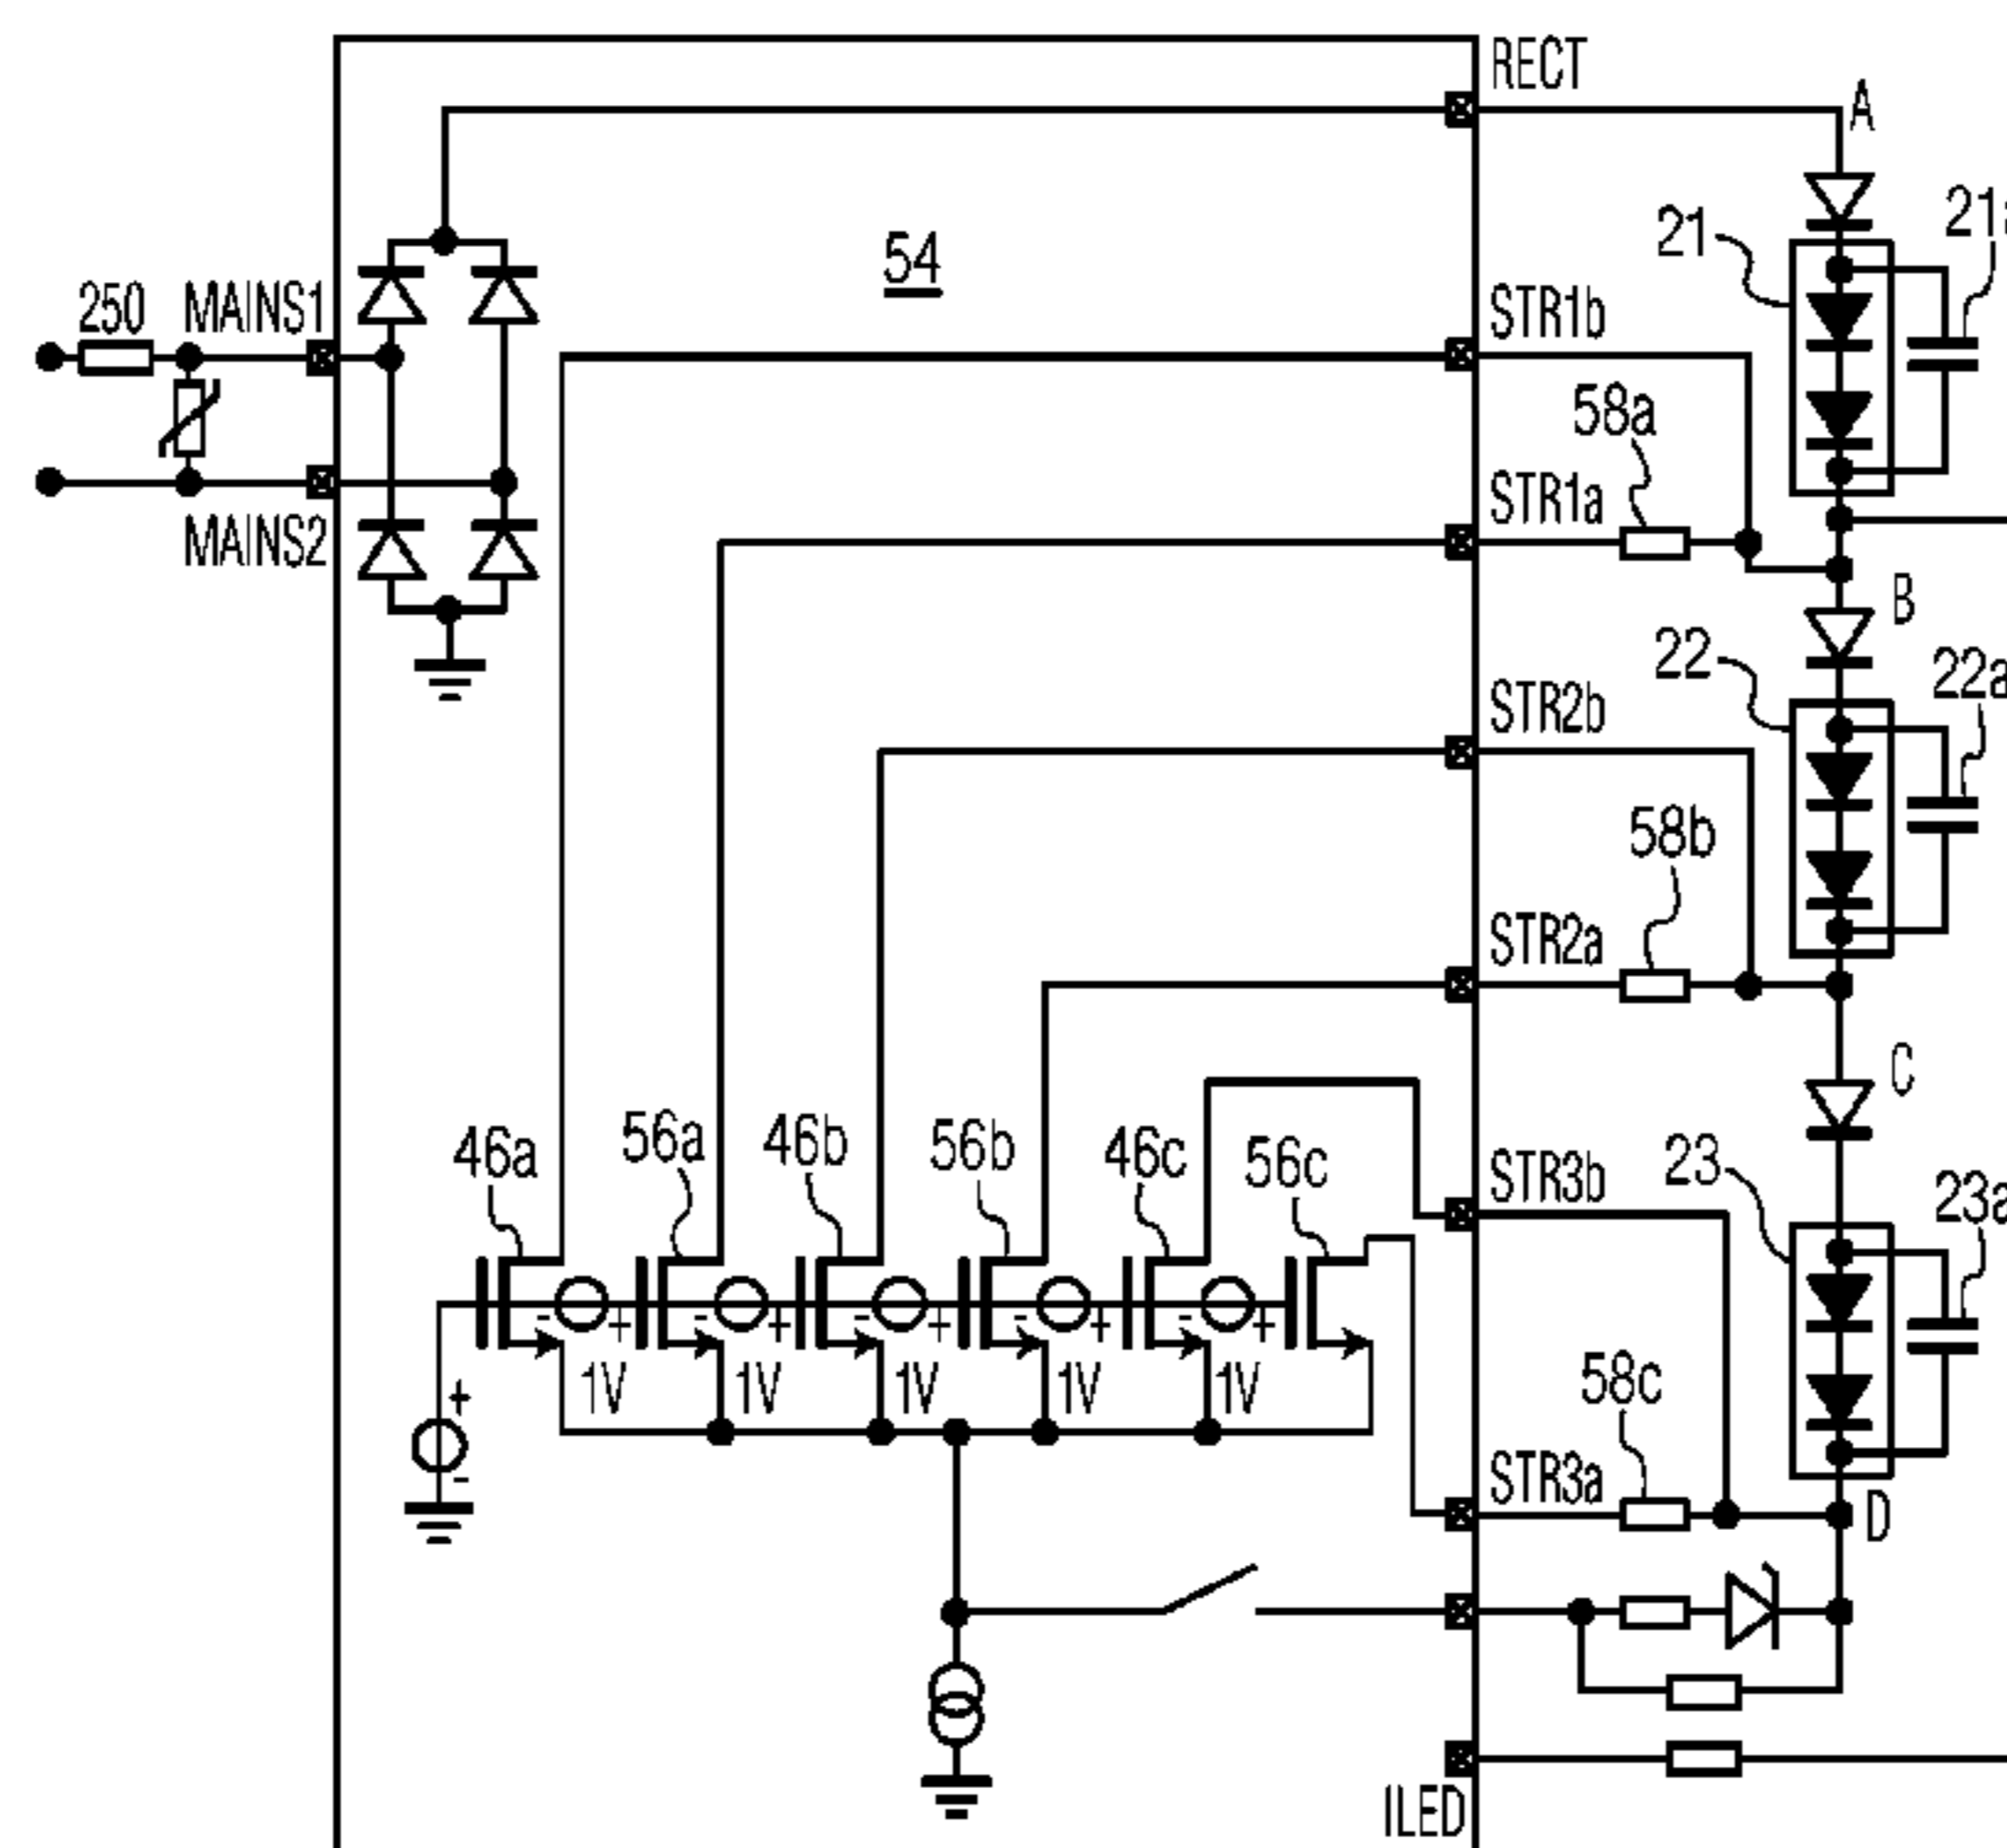 RECT
A
54
21
250
MAINS1
STR1b
58a
STR1a
MAINS2
B
22
22a
STR2b
58b
STR2a
C
46a
56a
46b
56b
46c
56c
STR3b
23
23a
- + - + - + - + - +
1V 1V 1V 1V 1V
+
-
58c
STR3a
D
ILED